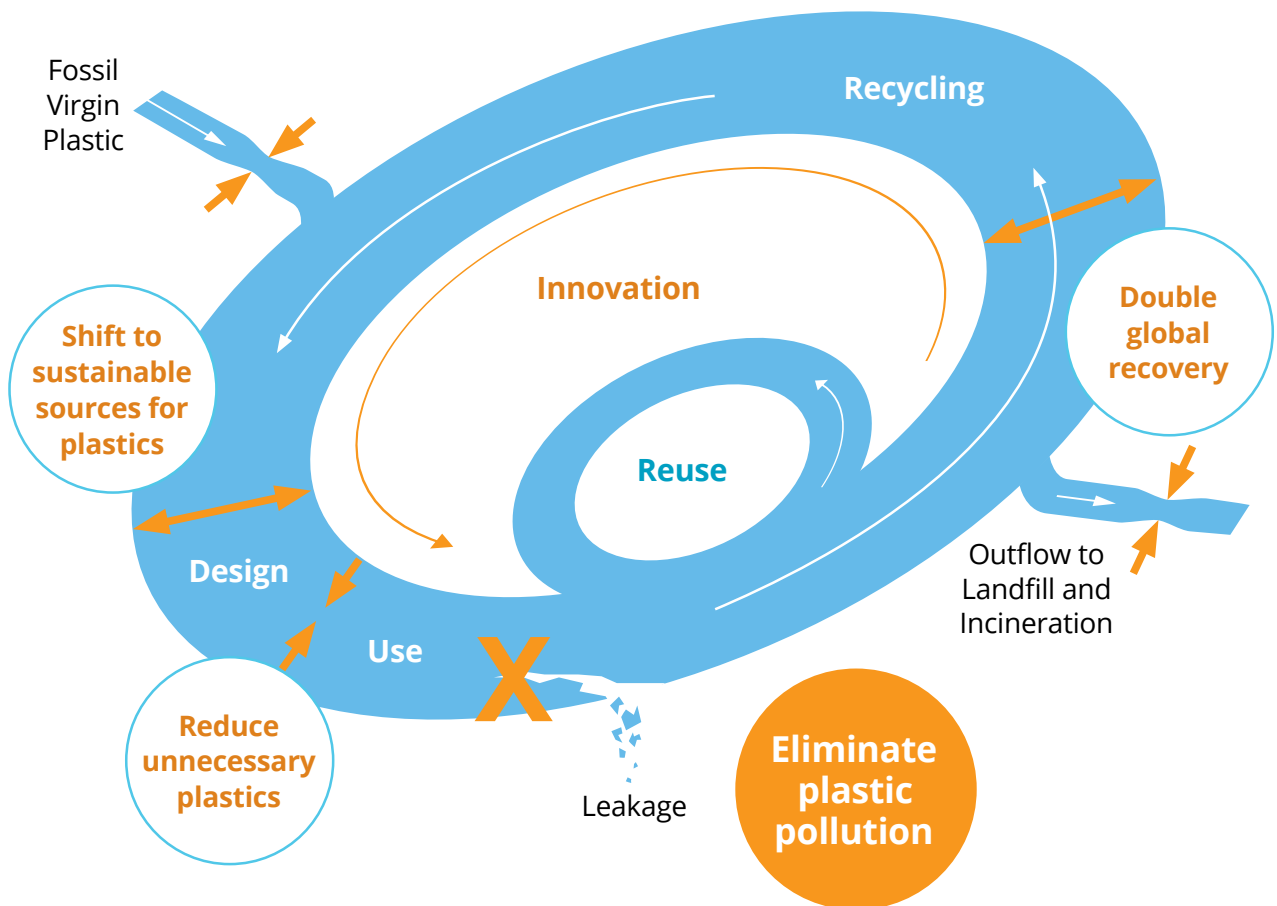 Fossil
Virgin
Plastic
Recycling
Innovation
Double
global
recovery
Shift to
sustainable
sources for
plastics
Reuse
Design
Outflow to
Landfill and
Incineration
Use
X
Reduce
unnecessary
plastics
Leakage
Eliminate
plastic
pollution